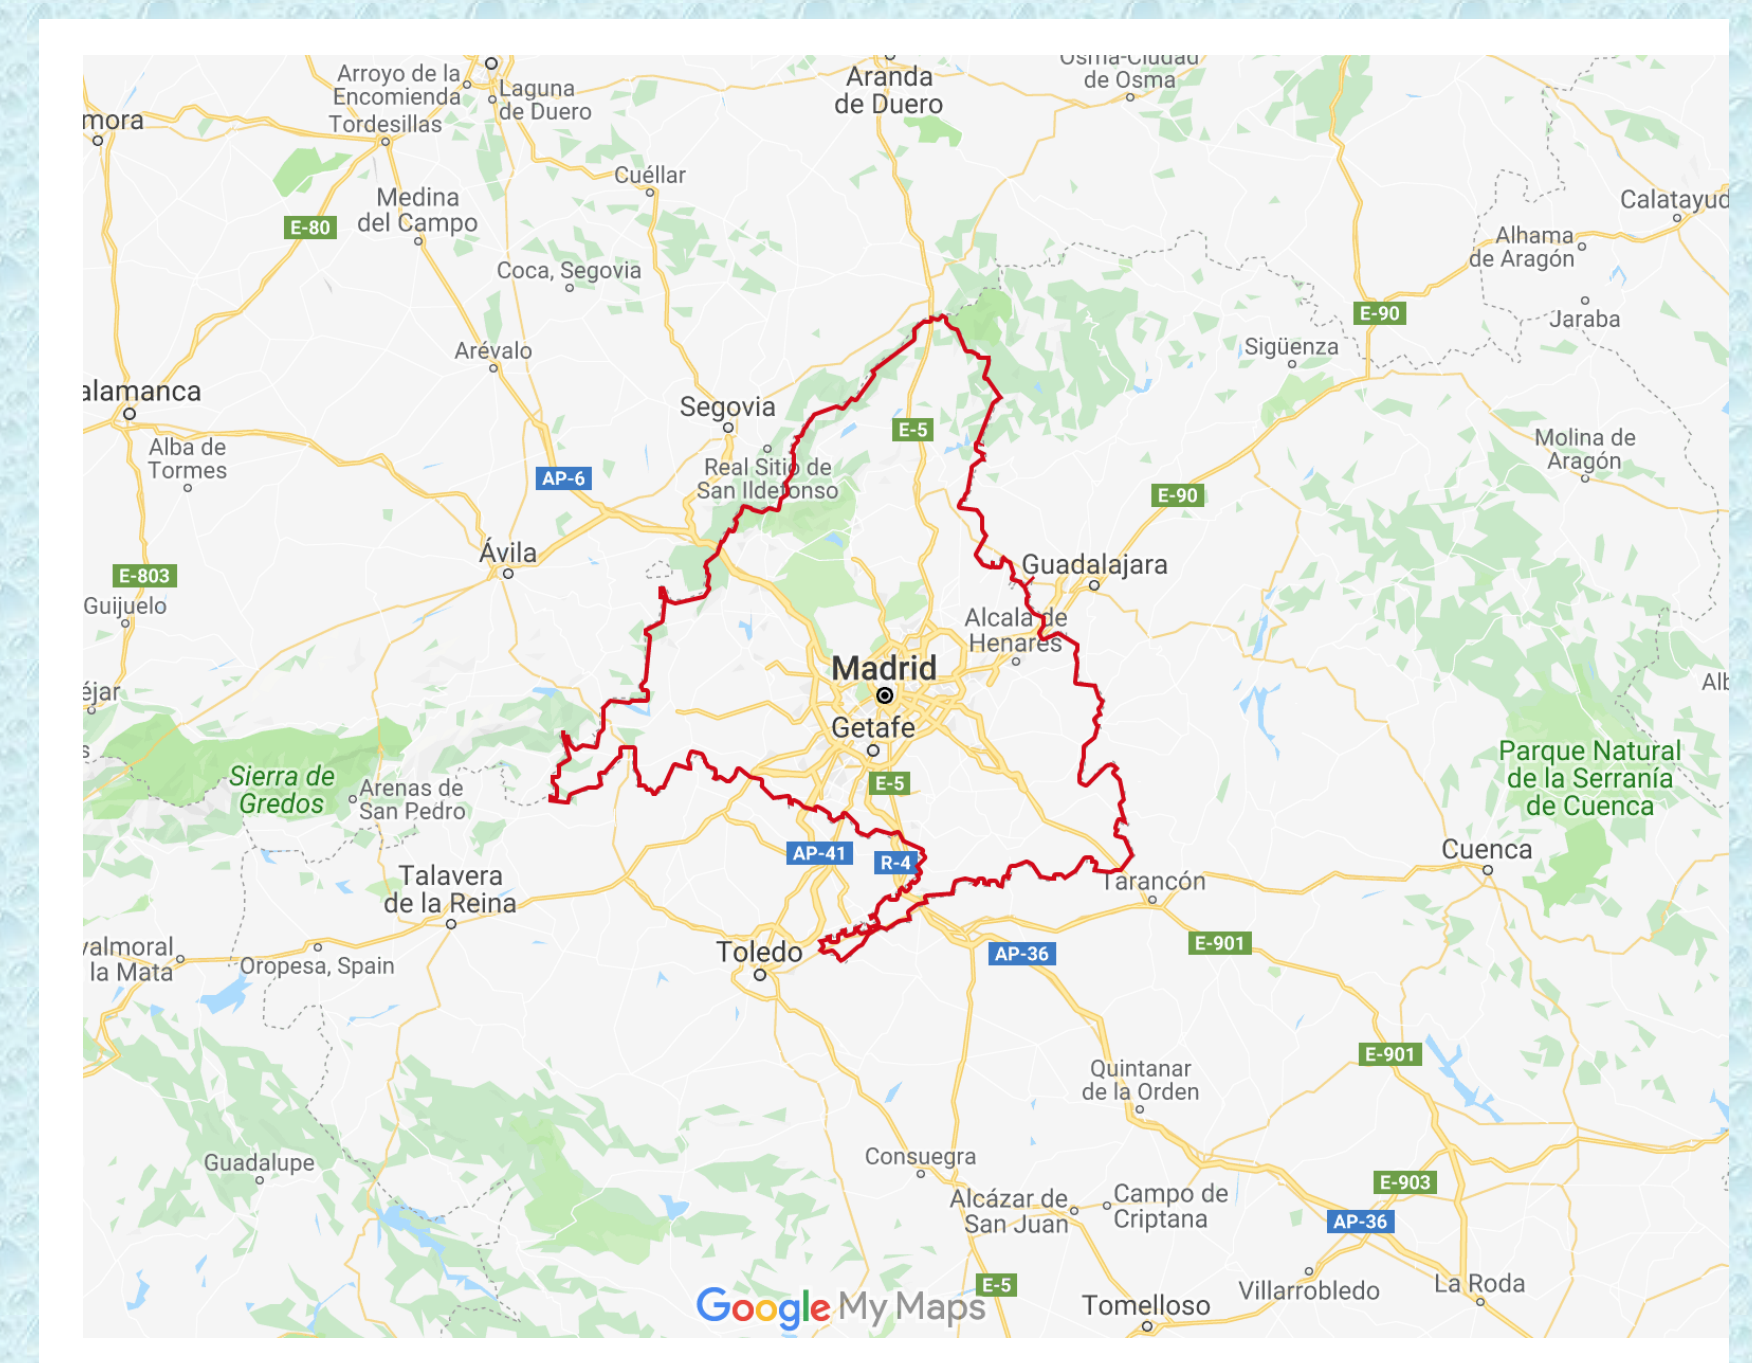 Arroyo de la
Encomienda
Laguna
de Duero
Tordesillas
Aranda
de Duero
Osma-Ciudad
de Osma
mora
Cuéllar
Medina
del Campo
Calatayud
E-80
Alhama
de Aragón
Coca, Segovia
E-90
Jaraba
Arévalo
Sigüenza
alamanca
Segovia
E-5
Alba de
Tormes
Molina de
Aragón
Real Sitio de
San Ildefonso
AP-6
E-90
Ávila
Guadalajara
E-803
Guijuelo
Alcala de
Henares
Madrid
éjar
Alb
Getafe
s
Parque Natural
de la Serranía
de Cuenca
Sierra de
Gredos
Arenas de
San Pedro
E-5
AP-41
R-4
Cuenca
Talavera
de la Reina
Tarancón
valmoral
la Mata
Oropesa, Spain
Toledo
AP-36
E-901
E-901
Quintanar
de la Orden
Consuegra
Guadalupe
E-903
Alcázar de
San Juan
Campo de
Criptana
AP-36
E-5
Villarrobledo
La Roda
Google My Maps
Tomelloso